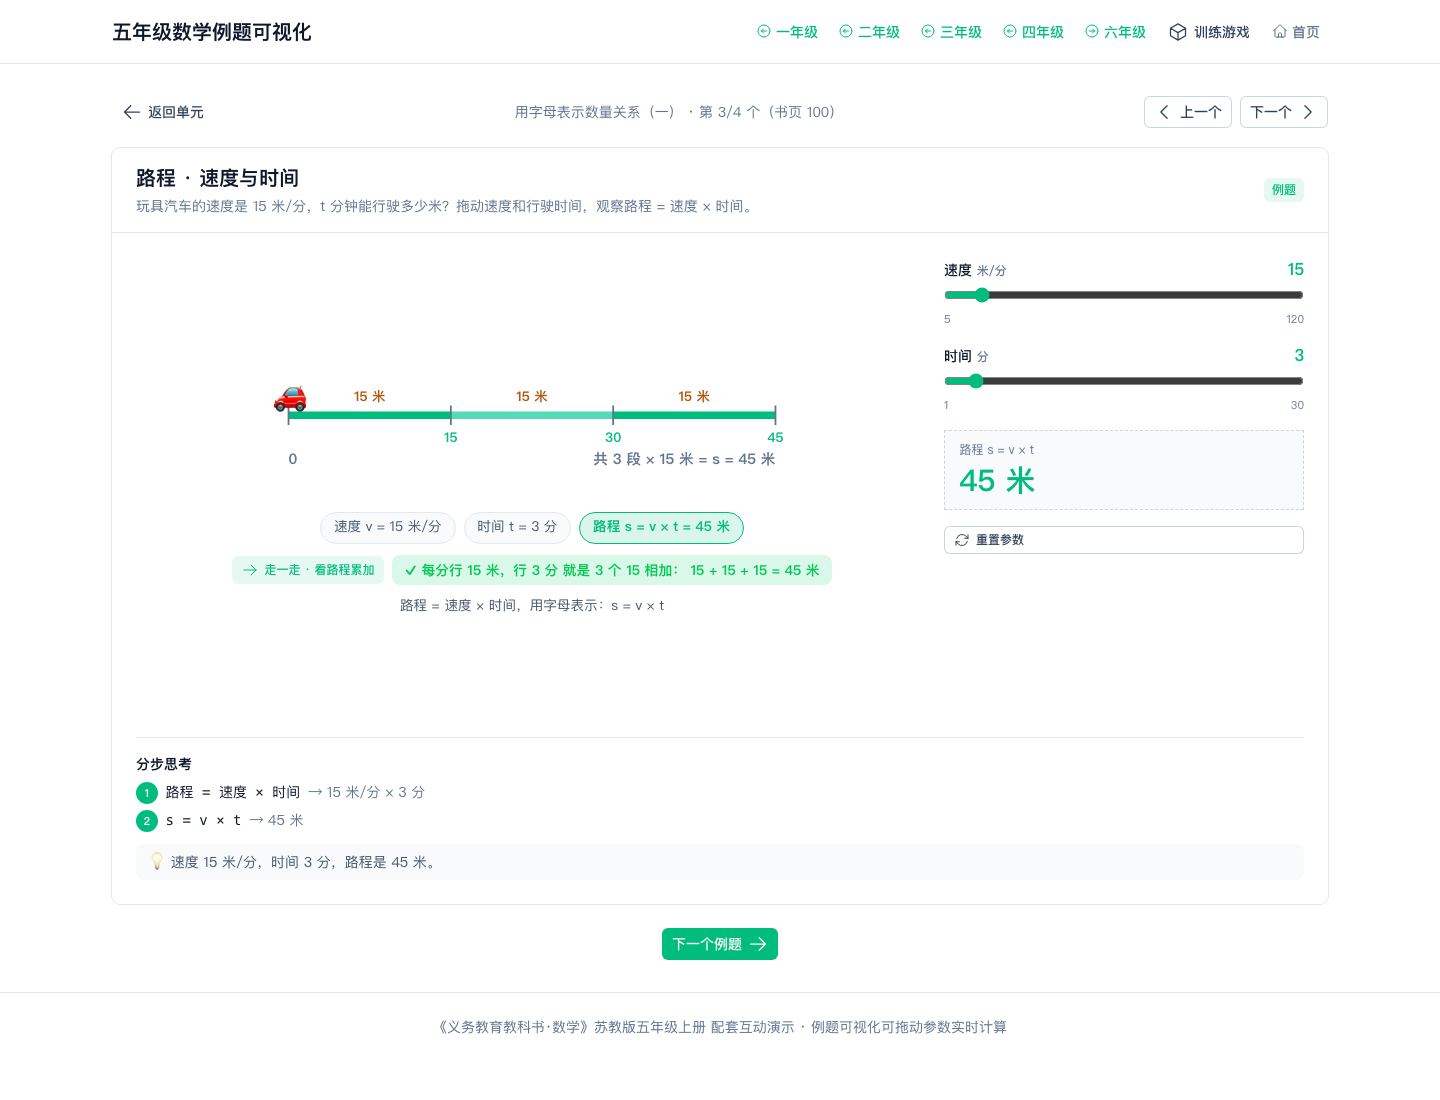 五年级数学例题可视化
一年级 二年级 三年级 四年级 六年级 训练游戏 首页
返回单元
用字母表示数量关系（一） · 第 3/4 个（书页 100）
上一个 下一个
路程 · 速度与时间
玩具汽车的速度是 15 米/分，t 分钟能行驶多少米？拖动速度和行驶时间，观察路程 = 速度 × 时间。
例题
15 米 15 米 15 米
15 30 45
0 共 3 段 × 15 米 = s = 45 米
速度 v = 15 米/分 时间 t = 3 分 路程 s = v × t = 45 米
走一走 · 看路程累加 ✓ 每分行 15 米，行 3 分 就是 3 个 15 相加： 15 + 15 + 15 = 45 米
路程 = 速度 × 时间，用字母表示：s = v × t
速度 米/分 15
5 120
时间 分 3
1 30
路程 s = v × t
45 米
重置参数
分步思考
1 路程 = 速度 × 时间 → 15 米/分 × 3 分
2 s = v × t → 45 米
💡 速度 15 米/分，时间 3 分，路程是 45 米。
下一个例题
《义务教育教科书·数学》苏教版五年级上册 配套互动演示 · 例题可视化可拖动参数实时计算